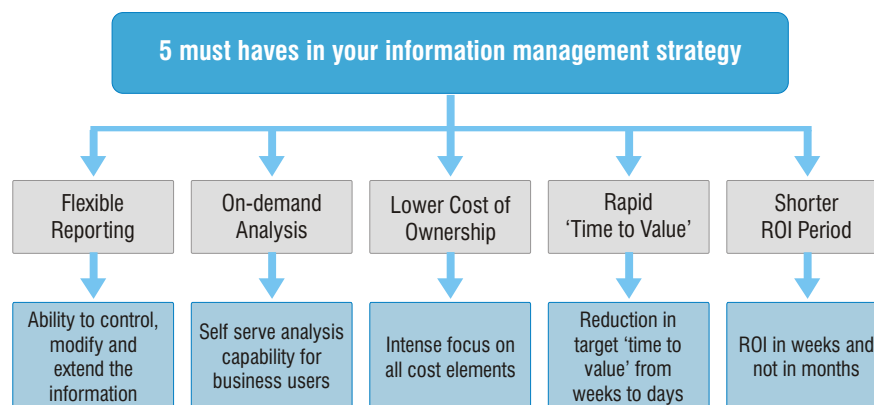 5 must haves in your information management strategy
Flexible
Reporting
On-demand
Analysis
Lower Cost of
Ownership
Rapid
‘Time to Value’
Shorter
ROI Period
Ability to control,
modify and
extend the
information
Self serve analysis
capability for
business users
Intense focus on
all cost elements
Reduction in
target ‘time to
value’ from
weeks to days
ROI in weeks and
not in months